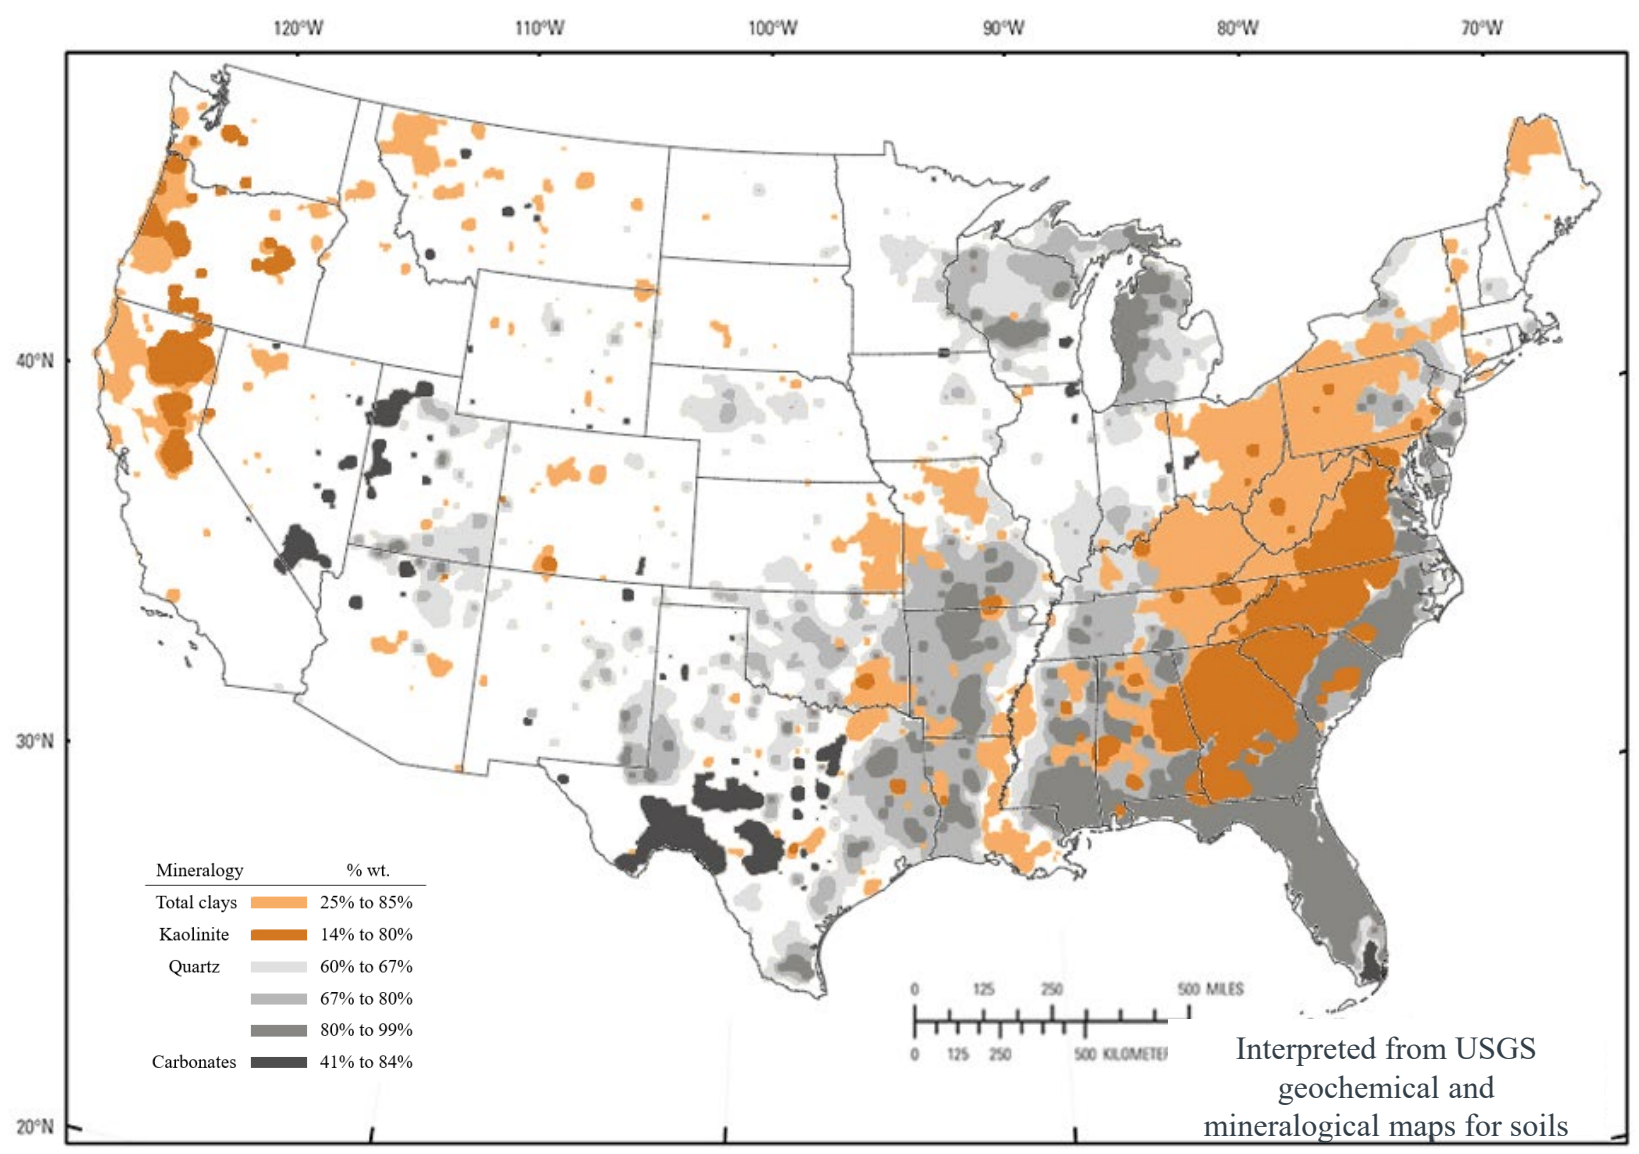 120°W 110°W 100°W 90°W 80°W 70°W
40°N
30°N
20°N
Mineralogy % wt.
Total clays 25% to 85%
Kaolinite 14% to 80%
Quartz 60% to 67%
67% to 80%
80% to 99%
Carbonates 41% to 84%
0 125 250 500 MILES
0 125 250 500 KILOMETER
Interpreted from USGS
geochemical and
mineralogical maps for soils